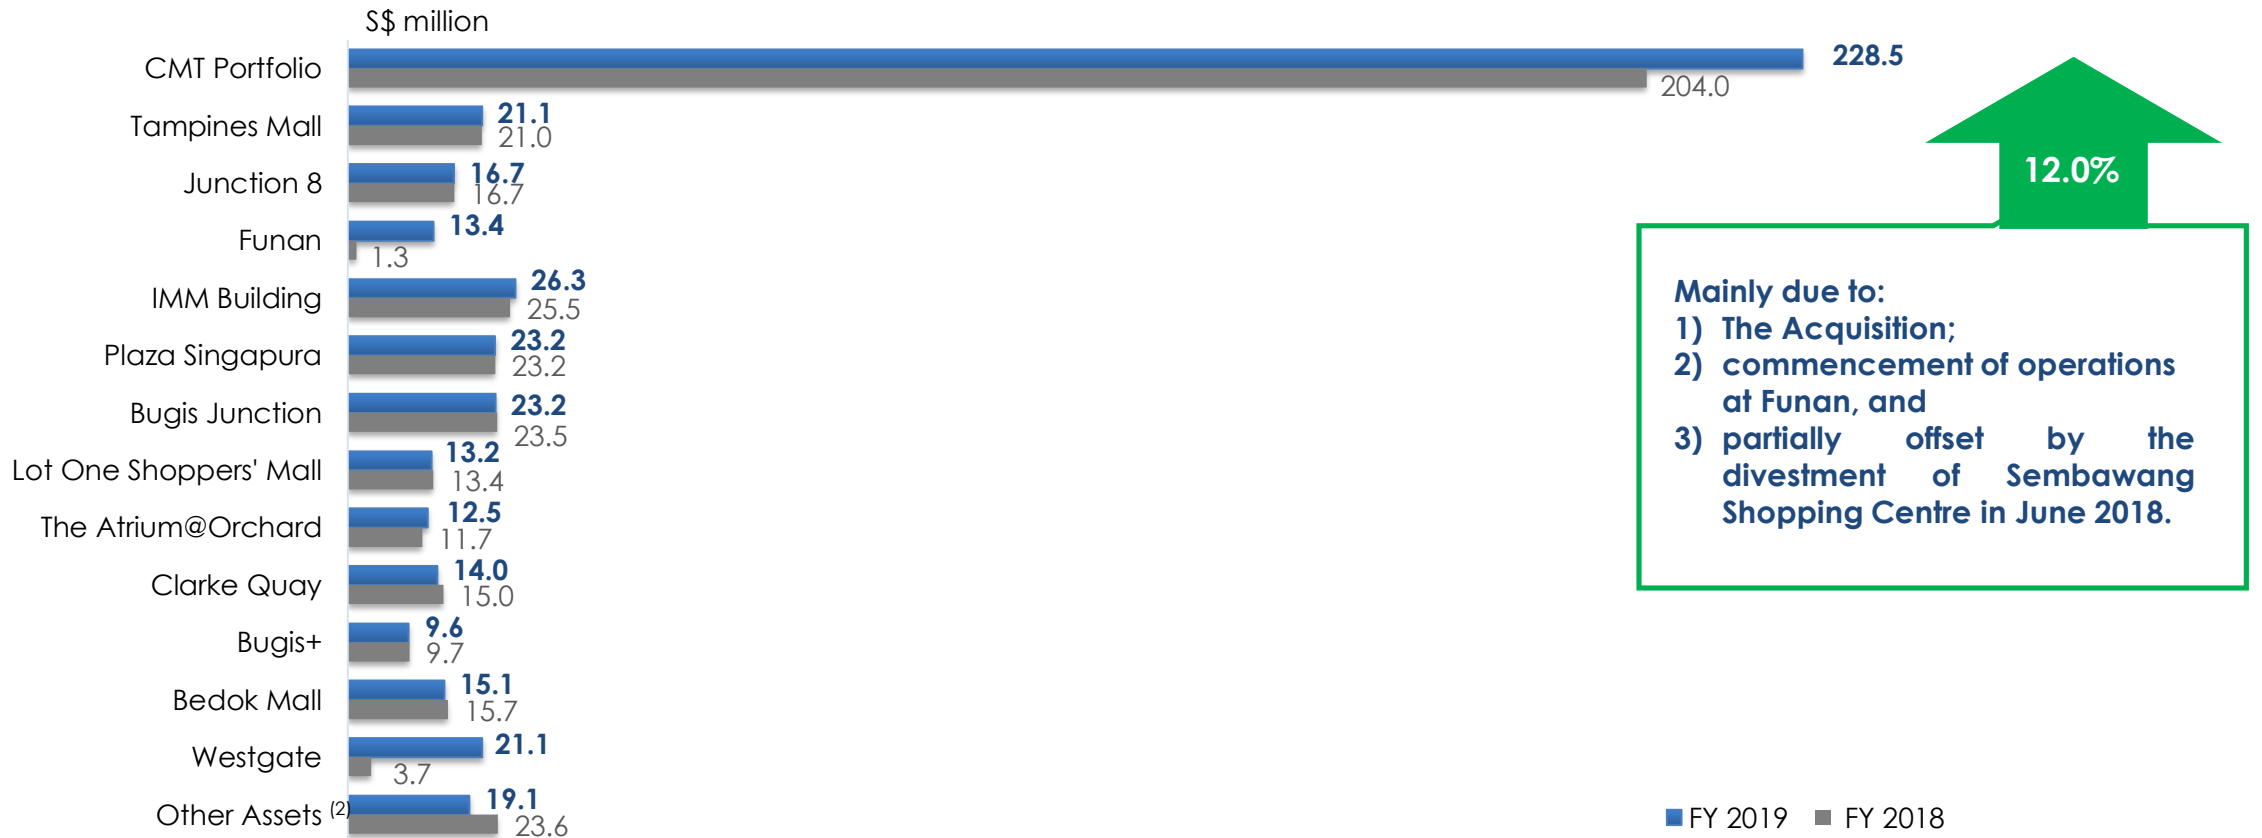 S$ million
CMT Portfolio
228.5
204.0
Tampines Mall
21.1
21.0
Junction 8
16.7
16.7
Funan
13.4
1.3
IMM Building
26.3
25.5
Plaza Singapura
23.2
23.2
Bugis Junction
23.2
23.5
Lot One Shoppers' Mall
13.2
13.4
The Atrium@Orchard
12.5
11.7
Clarke Quay
14.0
15.0
Bugis+
9.6
9.7
Bedok Mall
15.1
15.7
Westgate
21.1
3.7
Other Assets (2)
19.1
23.6
12.0%
Mainly due to:
1) The Acquisition;
2) commencement of operations
at Funan, and
3) partially offset by the
divestment of Sembawang
Shopping Centre in June 2018.
FY 2019 FY 2018